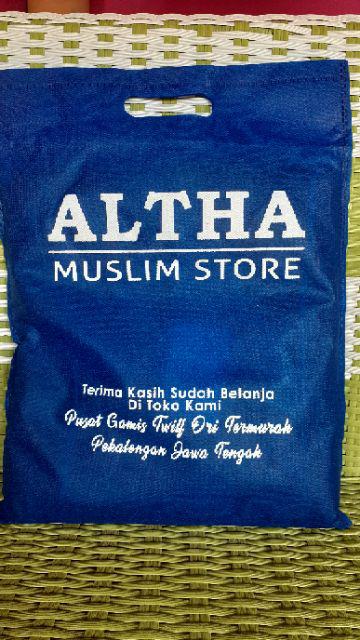 ALTHA
MUSLIM STORE
Terima Kasih Sudah Belanja
Di Toko Kami
Pusat Gamis Twill Ori Termurah
Pekalongan Jawa Tengah